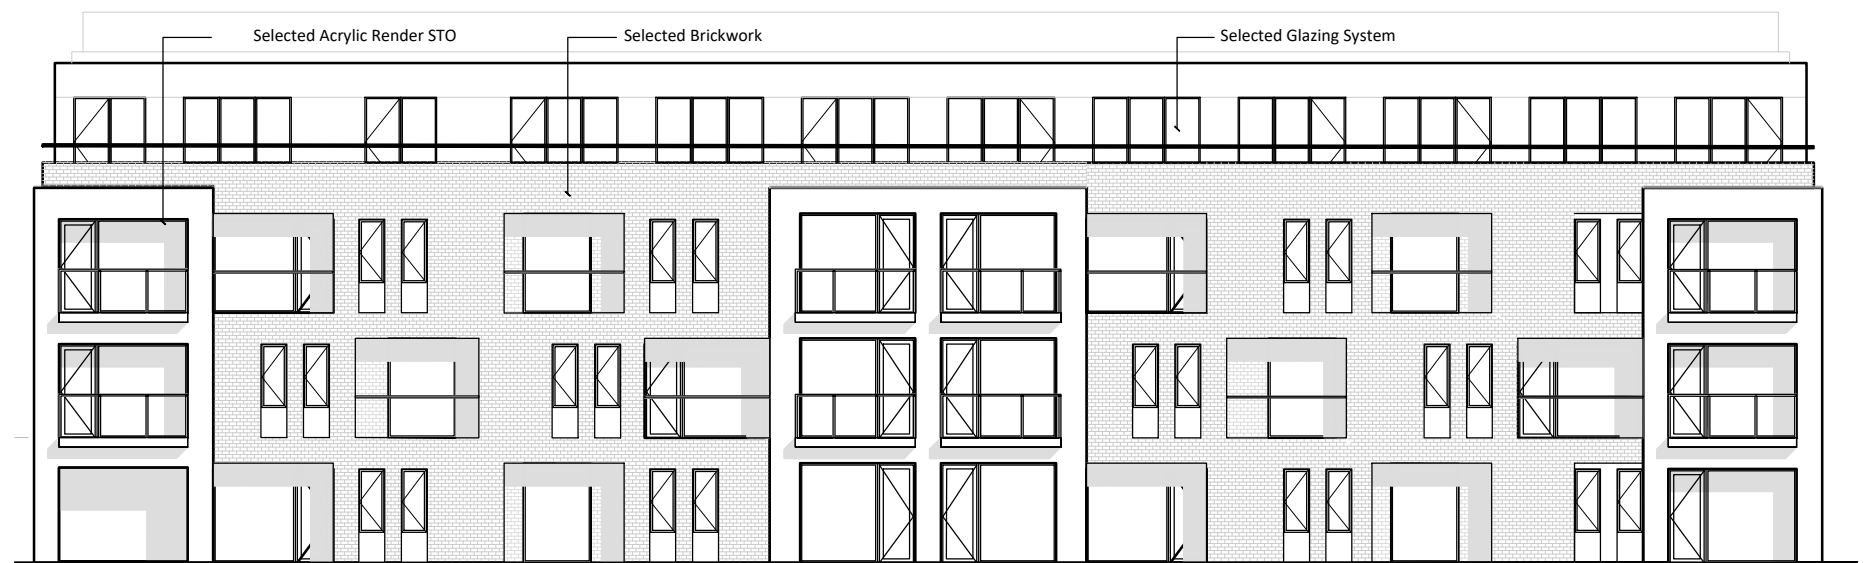 Selected Acrylic Render STO
Selected Brickwork
Selected Glazing System